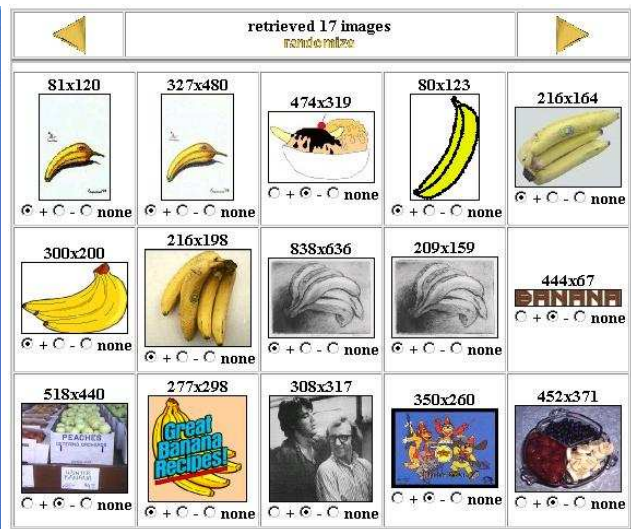 retrieved 17 images
randomize
81x120
327x480
474x319
80x123
216x164
+ - none
+ - none
+ - none
+ - none
+ - none
300x200
216x198
838x636
209x159
444x67
BANANA
+ - none
+ - none
+ - none
+ - none
+ - none
518x440
277x298
308x317
350x260
452x371
PEACHES
WINTER
BANANA
Great
Banana
Recipes!
+ - none
+ - none
+ - none
+ - none
+ - none